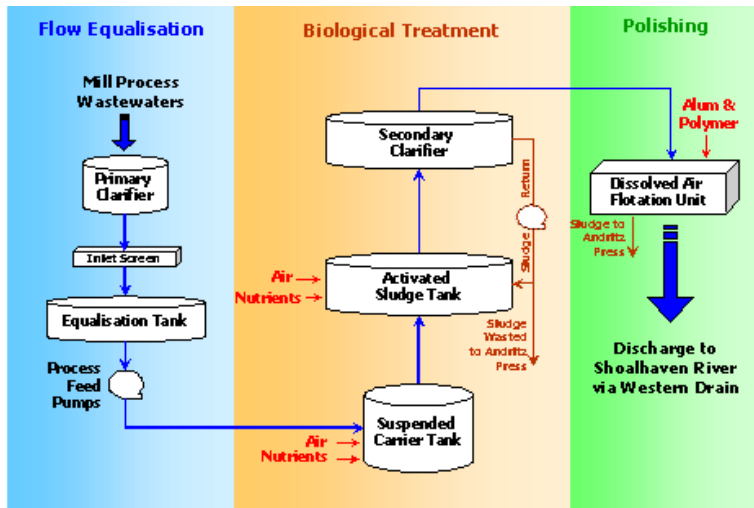 Flow Equalisation
Mill Process
Wastewaters
Primary
Clarifier
Inlet Screen
Equalisation Tank
Process
Feed
Pumps
Biological Treatment
Secondary
Clarifier
Return
Sludge
Air
Nutrients
Activated
Sludge Tank
Sludge
Wasted
to Andritz
Press
Suspended
Carrier Tank
Air
Nutrients
Polishing
Alum &
Polymer
Dissolved Air
Flotation Unit
Sludge to
Andritz
Press
Discharge to
Shoalhaven River
via Western Drain